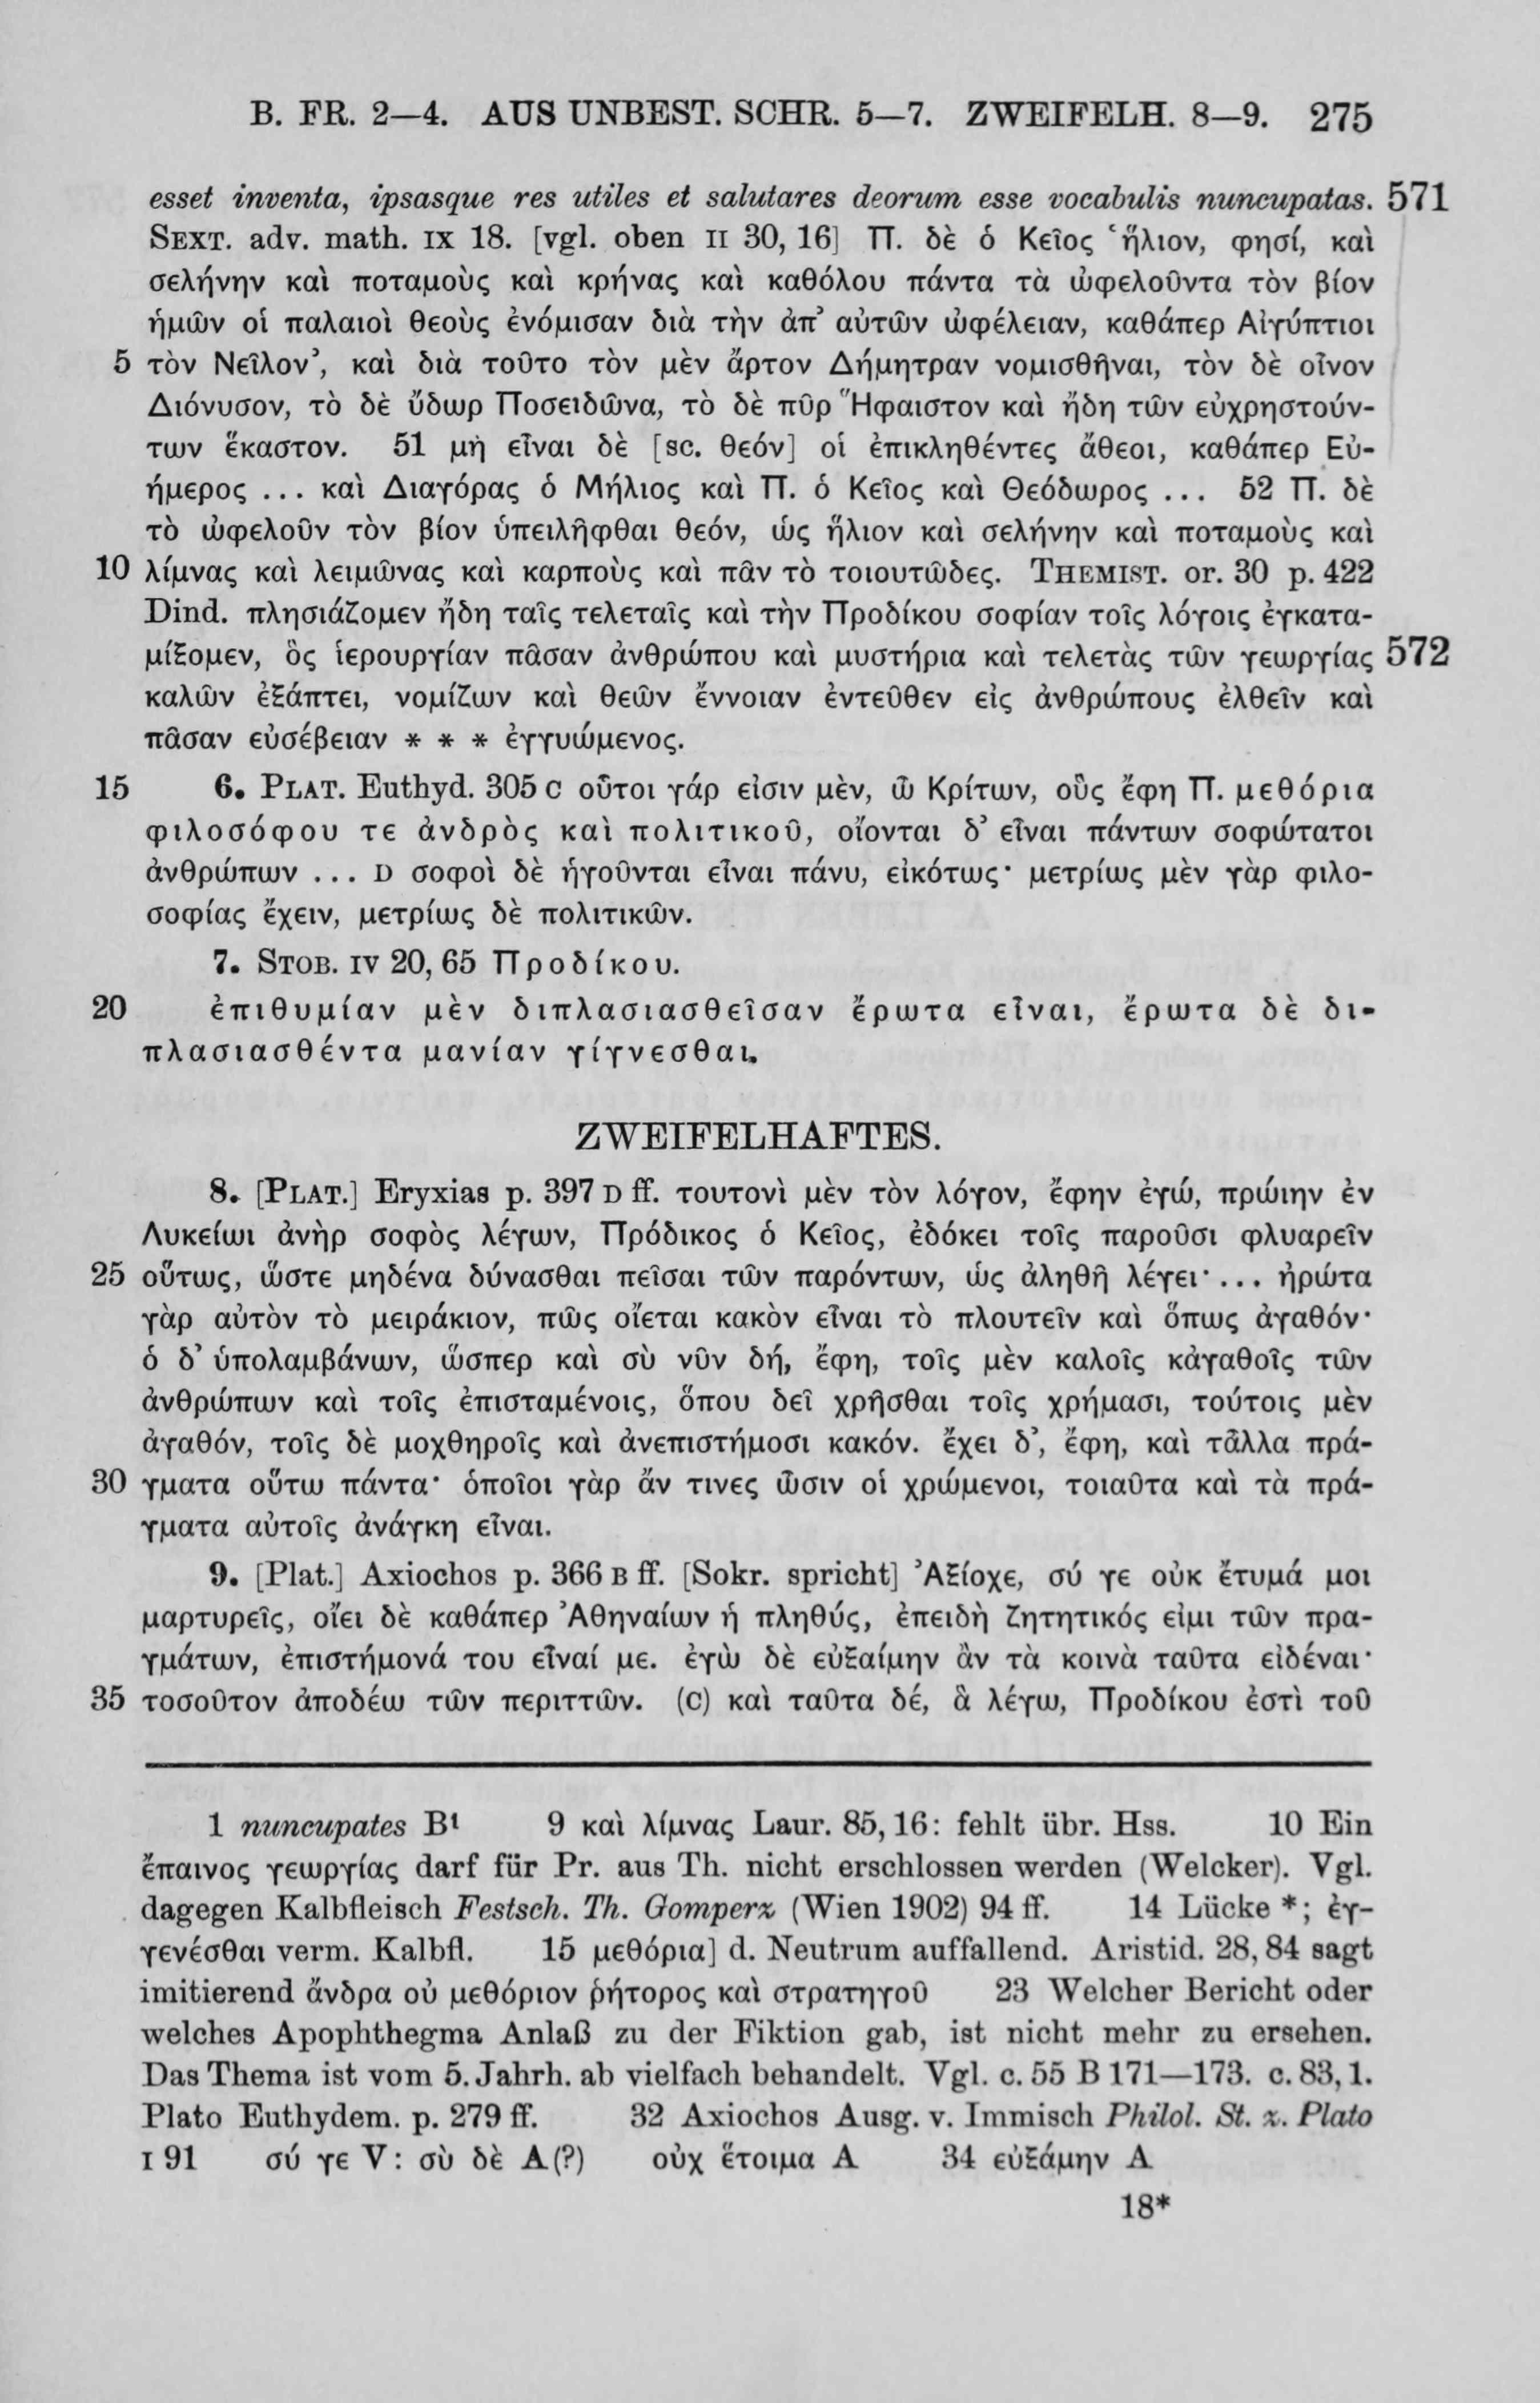 B. FR. 2—4. AUS UNBEST. SCHR. 5—7. ZWEIFELH. 8—9. 275
esset inventa, ipsasque res utiles et salutares deorum esse vocabulis nuncupatas. 571
SEXT. adv. math. IX 18. [vgl. oben II 30, 16] Π. δὲ ὁ Κεῖος ῾ἥλιον, φησί, καὶ
σελήνην καὶ ποταμοὺς καὶ κρήνας καὶ καθόλου πάντα τὰ ὠφελοῦντα τὸν βίον
ἡμῶν οἱ παλαιοὶ θεοὺς ἐνόμισαν διὰ τὴν ἀπ’ αὐτῶν ὠφέλειαν, καθάπερ Αἰγύπτιοι
5 τὸν Νεῖλον’, καὶ διὰ τοῦτο τὸν μὲν ἄρτον Δήμητραν νομισθῆναι, τὸν δὲ οἶνον
Διόνυσον, τὸ δὲ ὕδωρ Ποσειδῶνα, τὸ δὲ πῦρ Ἥφαιστον καὶ ἤδη τῶν εὐχρηστούν-
των ἕκαστον. 51 μὴ εἶναι δὲ [sc. θεόν] οἱ ἐπικληθέντες ἄθεοι, καθάπερ Εὐ-
ήμερος ... καὶ Διαγόρας ὁ Μήλιος καὶ Π. ὁ Κεῖος καὶ Θεόδωρος ... 52 Π. δὲ
τὸ ὠφελοῦν τὸν βίον ὑπειλῆφθαι θεόν, ὡς ἥλιον καὶ σελήνην καὶ ποταμοὺς καὶ
10 λίμνας καὶ λειμῶνας καὶ καρποὺς καὶ πᾶν τὸ τοιουτῶδες. THEMIST. or. 30 p. 422
Dind. πλησιάζομεν ἤδη ταῖς τελεταῖς καὶ τὴν Προδίκου σοφίαν τοῖς λόγοις ἐγκατα-
μίξομεν, ὃς ἱερουργίαν πᾶσαν ἀνθρώπου καὶ μυστήρια καὶ τελετὰς τῶν γεωργίας 572
καλῶν ἐξάπτει, νομίζων καὶ θεῶν ἔννοιαν ἐντεῦθεν εἰς ἀνθρώπους ἐλθεῖν καὶ
πᾶσαν εὐσέβειαν * * * ἐγγυώμενος.
15 6. PLAT. Euthyd. 305 C οὗτοι γάρ εἰσιν μὲν, ὦ Κρίτων, οὓς ἔφη Π. μεθόρια
φιλοσόφου τε ἀνδρὸς καὶ πολιτικοῦ, οἴονται δ’ εἶναι πάντων σοφώτατοι
ἀνθρώπων ... D σοφοὶ δὲ ἡγοῦνται εἶναι πάνυ, εἰκότως· μετρίως μὲν γὰρ φιλο-
σοφίας ἔχειν, μετρίως δὲ πολιτικῶν.
7. STOB. IV 20, 65 Προδίκου.
20 ἐπιθυμίαν μὲν διπλασιασθεῖσαν ἔρωτα εἶναι, ἔρωτα δὲ δι-
πλασιασθέντα μανίαν γίγνεσθαι.
ZWEIFELHAFTES.
8. [PLAT.] Eryxias p. 397 D ff. τουτονὶ μὲν τὸν λόγον, ἔφην ἐγώ, πρώιην ἐν
Λυκείωι ἀνὴρ σοφὸς λέγων, Πρόδικος ὁ Κεῖος, ἐδόκει τοῖς παροῦσι φλυαρεῖν
25 οὕτως, ὥστε μηδένα δύνασθαι πεῖσαι τῶν παρόντων, ὡς ἀληθῆ λέγει· ... ἠρώτα
γὰρ αὐτὸν τὸ μειράκιον, πῶς οἴεται κακὸν εἶναι τὸ πλουτεῖν καὶ ὅπως ἀγαθόν·
ὁ δ’ ὑπολαμβάνων, ὥσπερ καὶ σὺ νῦν δή, ἔφη, τοῖς μὲν καλοῖς κἀγαθοῖς τῶν
ἀνθρώπων καὶ τοῖς ἐπισταμένοις, ὅπου δεῖ χρῆσθαι τοῖς χρήμασι, τούτοις μὲν
ἀγαθόν, τοῖς δὲ μοχθηροῖς καὶ ἀνεπιστήμοσι κακόν. ἔχει δ’, ἔφη, καὶ τἆλλα πρά-
30 γματα οὕτω πάντα· ὁποῖοι γὰρ ἄν τινες ὦσιν οἱ χρώμενοι, τοιαῦτα καὶ τὰ πρά-
γματα αὐτοῖς ἀνάγκη εἶναι.
9. [Plat.] Axiochos p. 366 B ff. [Sokr. spricht] Ἀξίοχε, σύ γε οὐκ ἔτυμά μοι
μαρτυρεῖς, οἴει δὲ καθάπερ Ἀθηναίων ἡ πληθύς, ἐπειδὴ ζητητικός εἰμι τῶν πρα-
γμάτων, ἐπιστήμονά του εἶναί με. ἐγὼ δὲ εὐξαίμην ἂν τὰ κοινὰ ταῦτα εἰδέναι·
35 τοσοῦτον ἀποδέω τῶν περιττῶν. (C) καὶ ταῦτα δέ, ἃ λέγω, Προδίκου ἐστὶ τοῦ
1 nuncupates B¹ 9 καὶ λίμνας Laur. 85, 16: fehlt übr. Hss. 10 Ein
ἔπαινος γεωργίας darf für Pr. aus Th. nicht erschlossen werden (Welcker). Vgl.
dagegen Kalbfleisch Festsch. Th. Gomperz (Wien 1902) 94 ff. 14 Lücke *; ἐγ-
γενέσθαι verm. Kalbfl. 15 μεθόρια] d. Neutrum auffallend. Aristid. 28, 84 sagt
imitierend ἄνδρα οὐ μεθόριον ῥήτορος καὶ στρατηγοῦ 23 Welcher Bericht oder
welches Apophthegma Anlaß zu der Fiktion gab, ist nicht mehr zu ersehen.
Das Thema ist vom 5. Jahrh. ab vielfach behandelt. Vgl. c. 55 B 171—173. c. 83, 1.
Plato Euthydem. p. 279 ff. 32 Axiochos Ausg. v. Immisch Philol. St. z. Plato
I 91 σύ γε V: σὺ δὲ A (?) οὐχ ἕτοιμα A 34 εὐξάμην A
18*